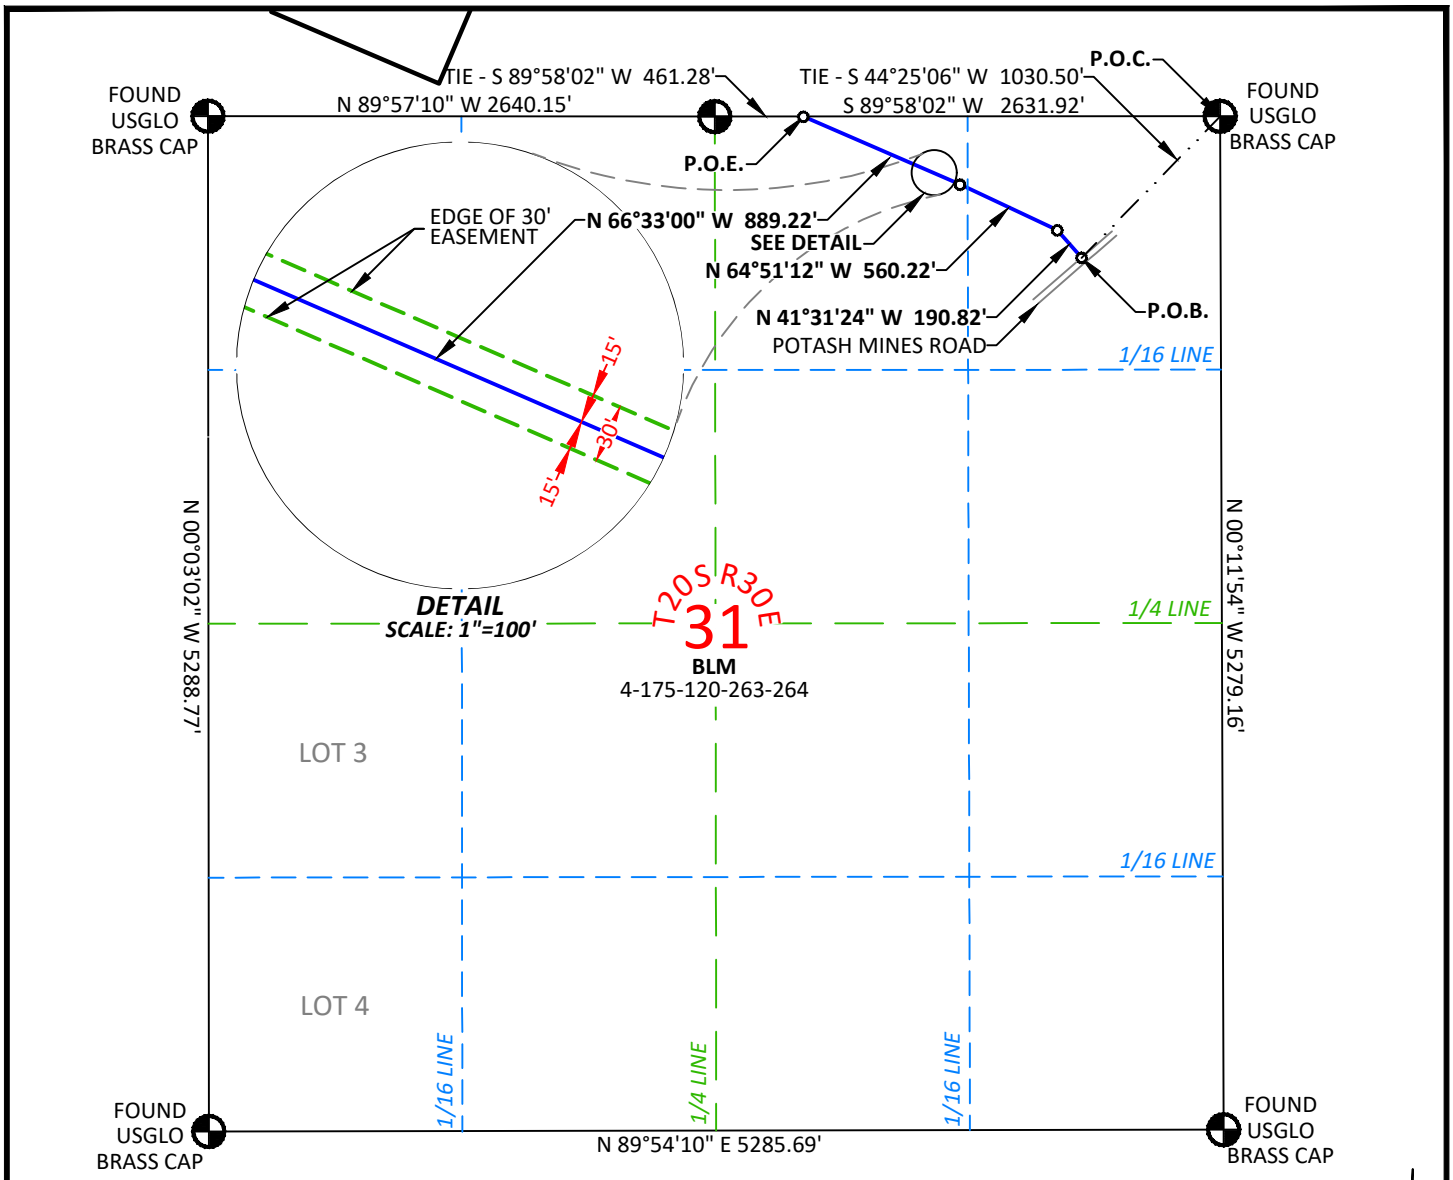 TIE - S 89°58'02" W 461.28'
TIE - S 44°25'06" W 1030.50'
P.O.C.
FOUND
USGLO
BRASS CAP
N 89°57'10" W 2640.15'
S 89°58'02" W 2631.92'
FOUND
USGLO
BRASS CAP
P.O.E.
EDGE OF 30'
EASEMENT
N 66°33'00" W 889.22'
SEE DETAIL
N 64°51'12" W 560.22'
N 41°31'24" W 190.82'
P.O.B.
POTASH MINES ROAD
1/16 LINE
15'
30'
15'
N 00°03'02" W 5288.77'
N 00°11'54" W 5279.16'
DETAIL
SCALE: 1"=100'
T20S R30E
31
BLM
4-175-120-263-264
1/4 LINE
LOT 3
1/16 LINE
LOT 4
1/16 LINE
1/4 LINE
1/16 LINE
FOUND
USGLO
BRASS CAP
N 89°54'10" E 5285.69'
FOUND
USGLO
BRASS CAP